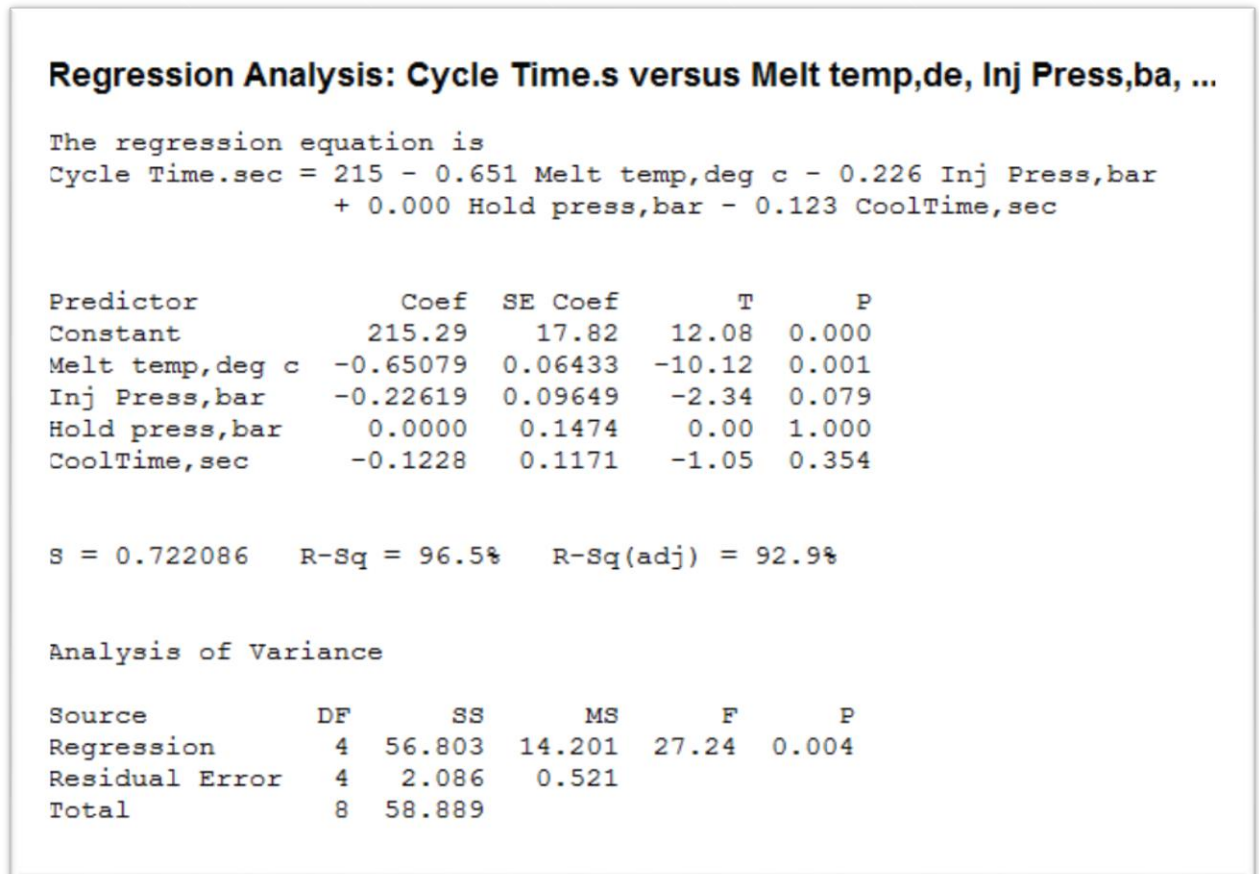 Regression Analysis: Cycle Time.s versus Melt temp,de, Inj Press,ba, ...
The regression equation is
Cycle Time.sec = 215 - 0.651 Melt temp,deg c - 0.226 Inj Press,bar
+ 0.000 Hold press,bar - 0.123 CoolTime,sec
Predictor Coef SE Coef T P
Constant 215.29 17.82 12.08 0.000
Melt temp,deg c -0.65079 0.06433 -10.12 0.001
Inj Press,bar -0.22619 0.09649 -2.34 0.079
Hold press,bar 0.0000 0.1474 0.00 1.000
CoolTime,sec -0.1228 0.1171 -1.05 0.354
S = 0.722086 R-Sq = 96.5% R-Sq(adj) = 92.9%
Analysis of Variance
Source DF SS MS F P
Regression 4 56.803 14.201 27.24 0.004
Residual Error 4 2.086 0.521
Total 8 58.889